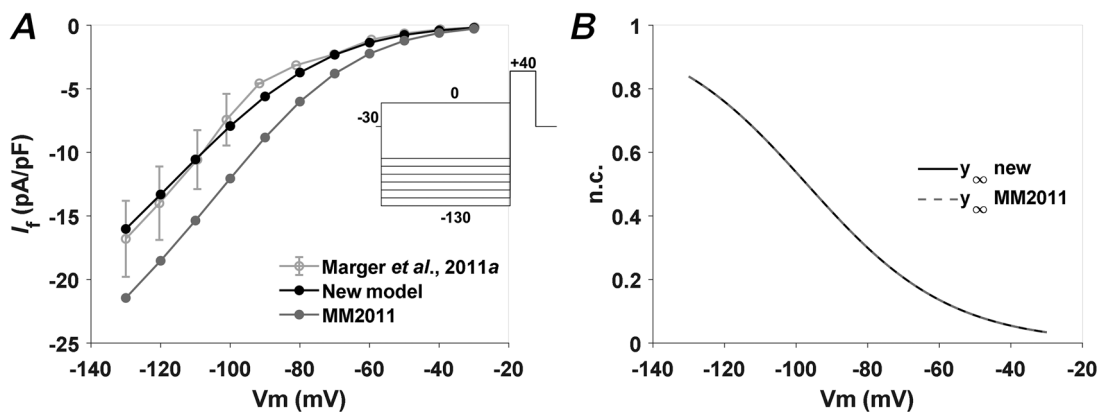 A
0
-5
-10
-15
-20
-25
If (pA/pF)
-140 -120 -100 -80 -60 -40 -20
Vm (mV)
+40
0
-30
-130
Marger et al., 2011a
New model
MM2011
B
1
0.8
0.6
0.4
0.2
0
n.c.
-140 -120 -100 -80 -60 -40 -20
Vm (mV)
y∞ new
y∞ MM2011